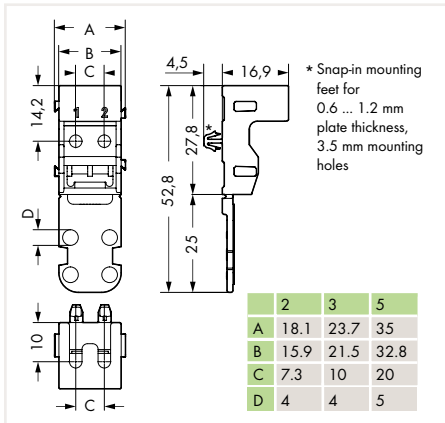 A
B
C
4,5
16,9
* Snap-in mounting
feet for
0.6 ... 1.2 mm
plate thickness,
3.5 mm mounting
holes
14,2
1 2
*
27,8
52,8
D
25
10
C
2 3 5
A 18.1 23.7 35
B 15.9 21.5 32.8
C 7.3 10 20
D 4 4 5